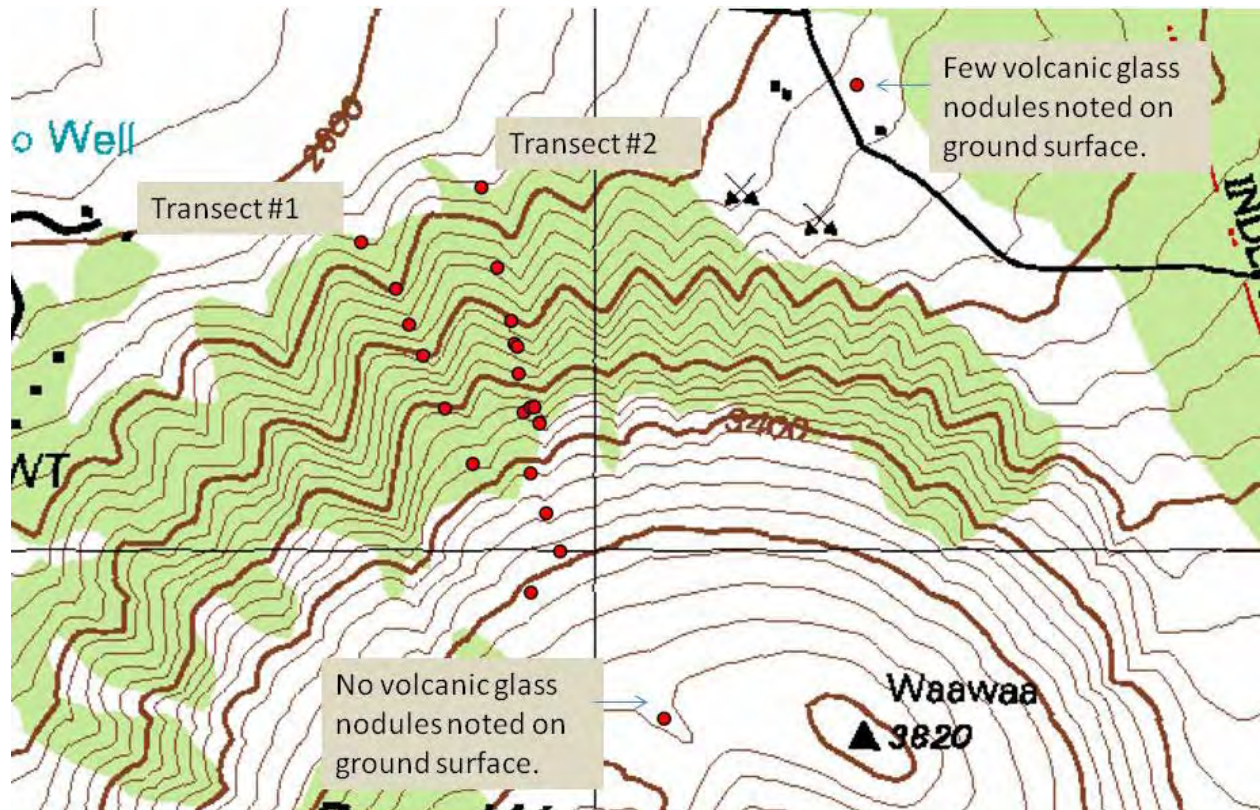 Few volcanic glass
nodules noted on
ground surface.
2800
o Well
Transect #2
Transect #1
WT
3400
No volcanic glass
nodules noted on
ground surface.
Waawaa
3820